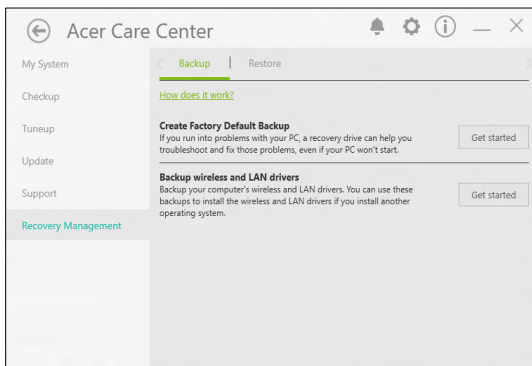 Acer Care Center
My System
Checkup
Tuneup
Update
Support
Recovery Management
Backup
Restore
How does it work?
Create Factory Default Backup
If you run into problems with your PC, a recovery drive can help you
troubleshoot and fix those problems, even if your PC won't start.
Get started
Backup wireless and LAN drivers
Backup your computer's wireless and LAN drivers. You can use these
backups to install the wireless and LAN drivers if you install another
operating system.
Get started